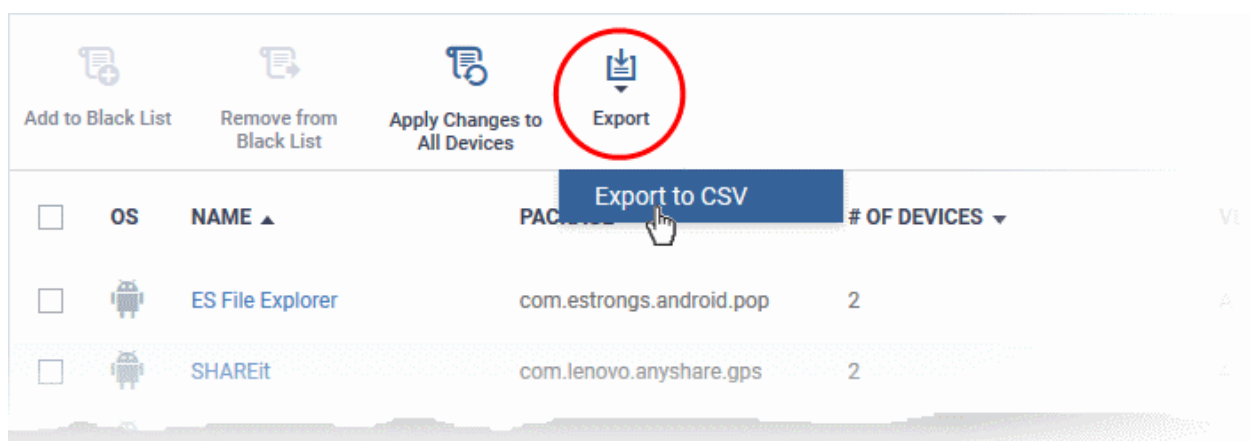 Add to Black List
Remove from
Black List
Apply Changes to
All Devices
Export
Export to CSV
OS NAME # OF DEVICES
ES File Explorer com.estrongs.android.pop 2
SHAREit com.lenovo.anyshare.gps 2